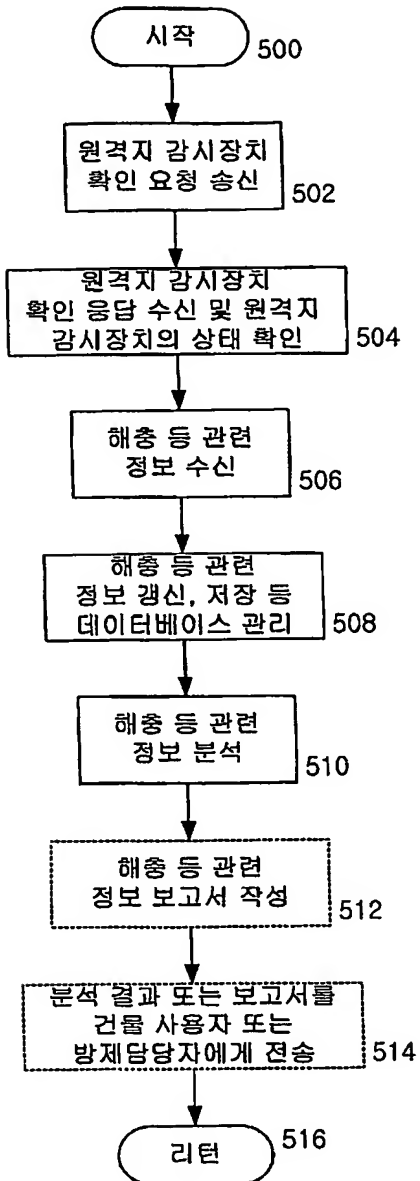 시작
500
원격지 감시장치
확인 요청 송신
502
원격지 감시장치
확인 응답 수신 및 원격지
감시장치의 상태 확인
504
해충 등 관련
정보 수신
506
해충 등 관련
정보 갱신, 저장 등
데이터베이스 관리
508
해충 등 관련
정보 분석
510
해충 등 관련
정보 보고서 작성
512
분석 결과 또는 보고서를
건물 사용자 또는
방제담당자에게 전송
514
리턴
516